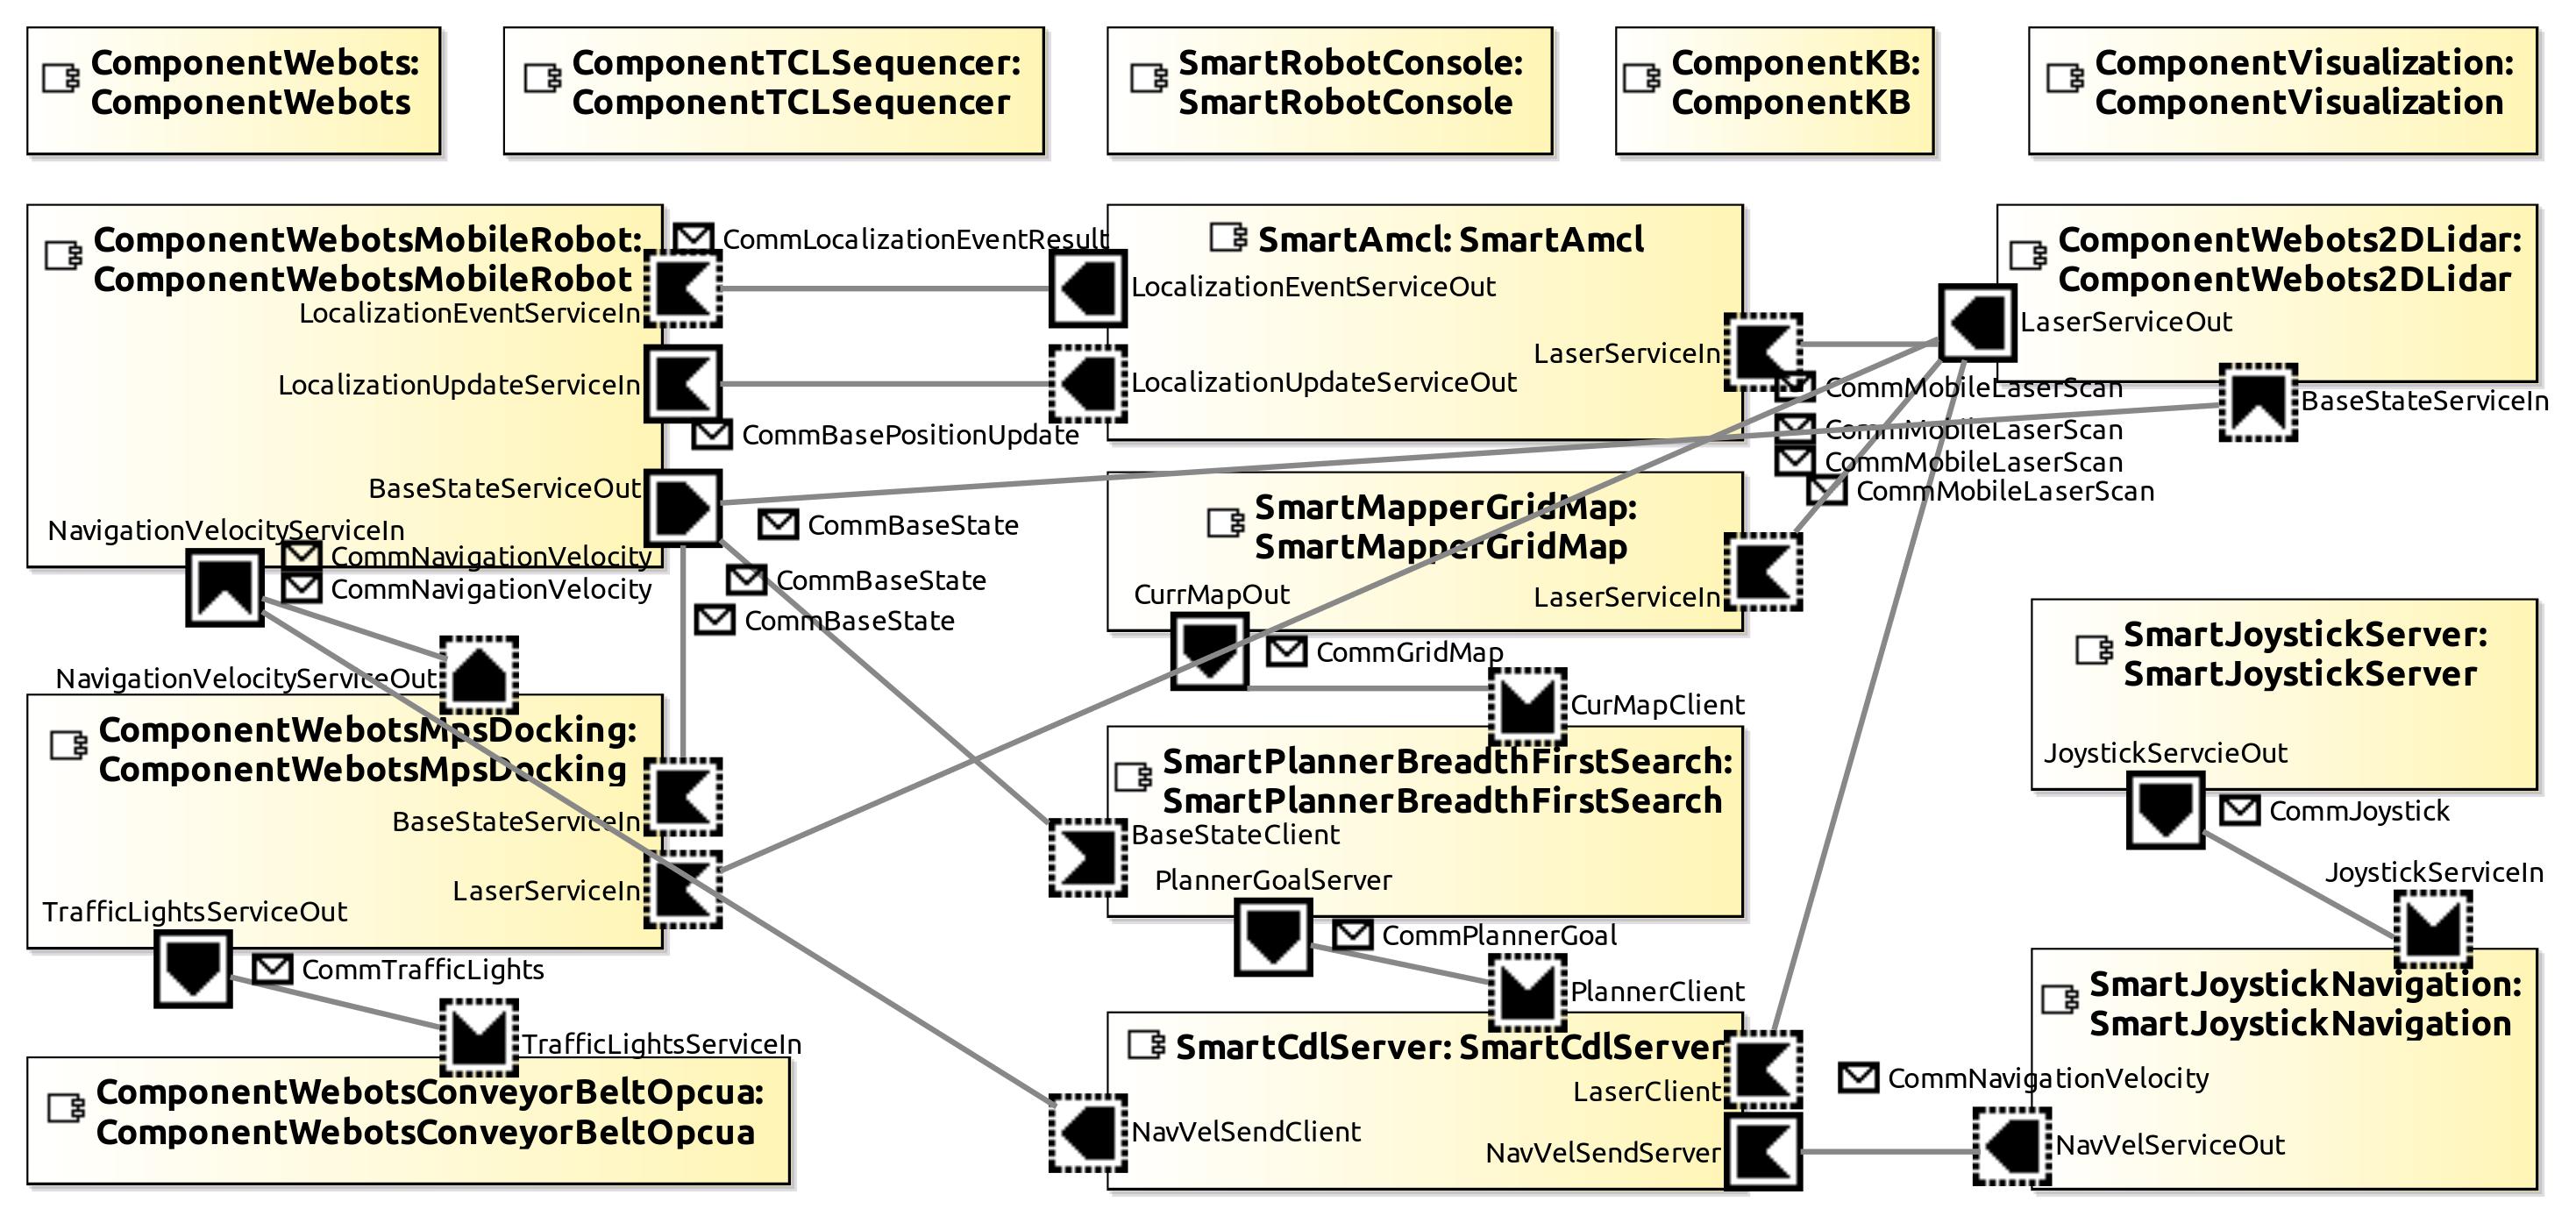 ComponentWebots:
ComponentWebots
ComponentTCLSequencer:
ComponentTCLSequencer
SmartRobotConsole:
SmartRobotConsole
ComponentKB:
ComponentKB
ComponentVisualization:
ComponentVisualization
ComponentWebotsMobileRobot:
ComponentWebotsMobileRobot
LocalizationEventServiceIn
LocalizationUpdateServiceIn
BaseStateServiceOut
NavigationVelocityServiceIn
CommNavigationVelocity
CommNavigationVelocity
CommLocalizationEventResult
CommBasePositionUpdate
CommBaseState
CommBaseState
CommBaseState
SmartAmcl: SmartAmcl
LocalizationEventServiceOut
LaserServiceIn
LocalizationUpdateServiceOut
ComponentWebots2DLidar:
ComponentWebots2DLidar
LaserServiceOut
BaseStateServiceIn
CommMobileLaserScan
CommMobileLaserScan
CommMobileLaserScan
CommMobileLaserScan
SmartMapperGridMap:
SmartMapperGridMap
CurrMapOut
LaserServiceIn
CommGridMap
CurMapClient
NavigationVelocityServiceOut
ComponentWebotsMpsDocking:
ComponentWebotsMpsDocking
BaseStateServiceIn
LaserServiceIn
TrafficLightsServiceOut
CommTrafficLights
TrafficLightsServiceIn
ComponentWebotsConveyorBeltOpcua:
ComponentWebotsConveyorBeltOpcua
SmartPlannerBreadthFirstSearch:
SmartPlannerBreadthFirstSearch
BaseStateClient
PlannerGoalServer
CommPlannerGoal
PlannerClient
SmartCdlServer: SmartCdlServer
LaserClient
NavVelSendClient
NavVelSendServer
SmartJoystickServer:
SmartJoystickServer
JoystickServcieOut
CommJoystick
JoystickServiceIn
SmartJoystickNavigation:
SmartJoystickNavigation
CommNavigationVelocity
NavVelServiceOut